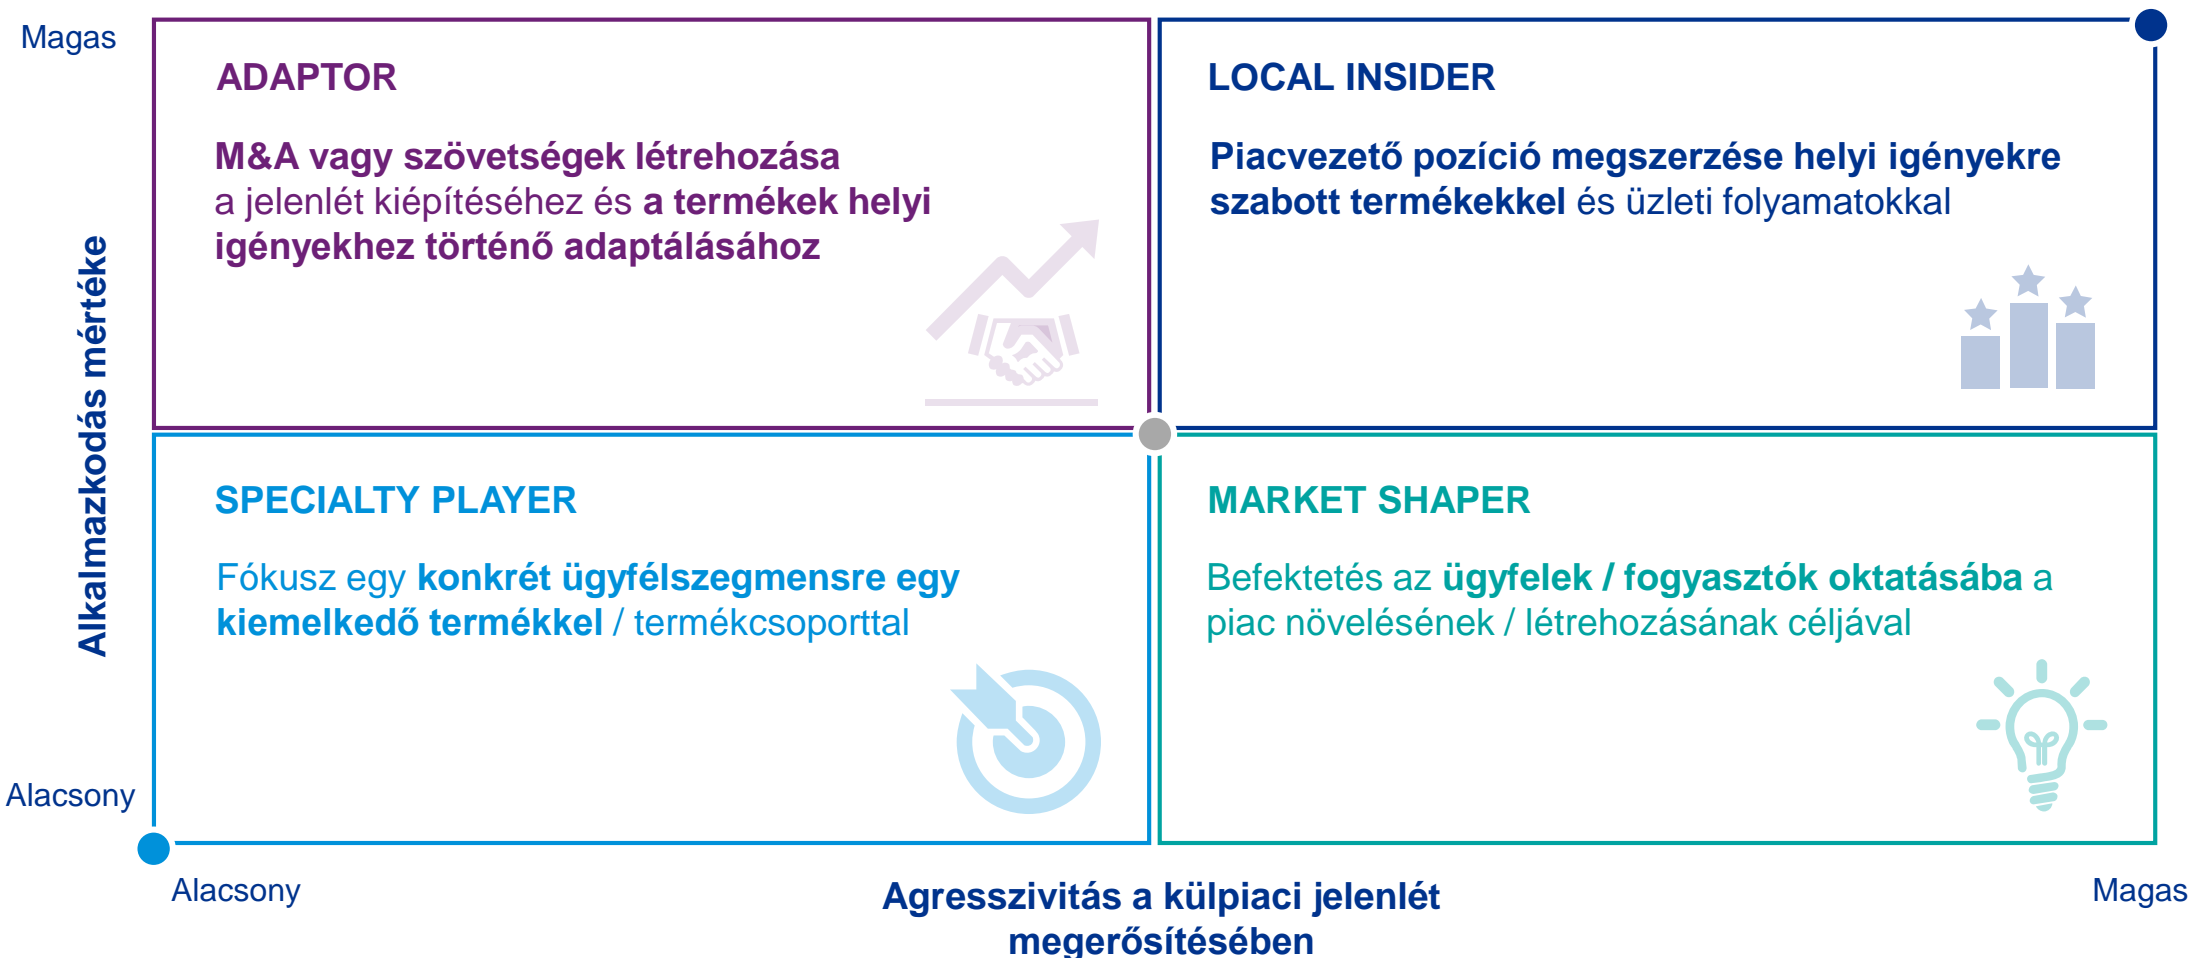 Magas
ADAPTOR
M&A vagy szövetségek létrehozása
a jelenlét kiépítéséhez és a termékek helyi
igényekhez történő adaptálásához
LOCAL INSIDER
Piacvezető pozíció megszerzése helyi igényekre
szabott termékekkel és üzleti folyamatokkal
Alkalmazkodás mértéke
SPECIALTY PLAYER
Fókusz egy konkrét ügyfélszegmensre egy
kiemelkedő termékkel / termékcsoporttal
MARKET SHAPER
Befektetés az ügyfelek / fogyasztók oktatásába a
piac növelésének / létrehozásának céljával
Alacsony
Alacsony
Agresszivitás a külpiaci jelenlét
megerősítésében
Magas